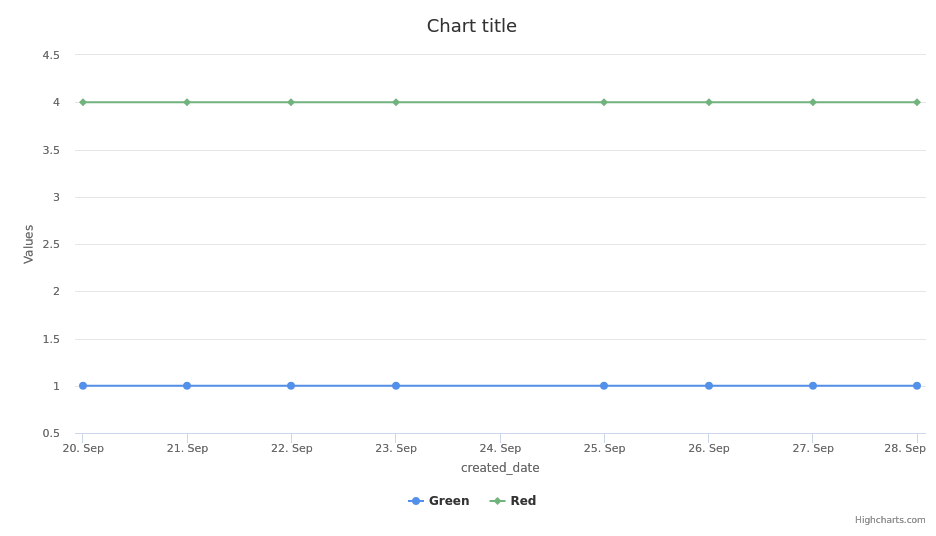 Chart title
4.5
4
3.5
3
2.5
2
1.5
1
0.5
Values
20. Sep 21. Sep 22. Sep 23. Sep 24. Sep 25. Sep 26. Sep 27. Sep 28. Sep
created_date
Green Red
Highcharts.com